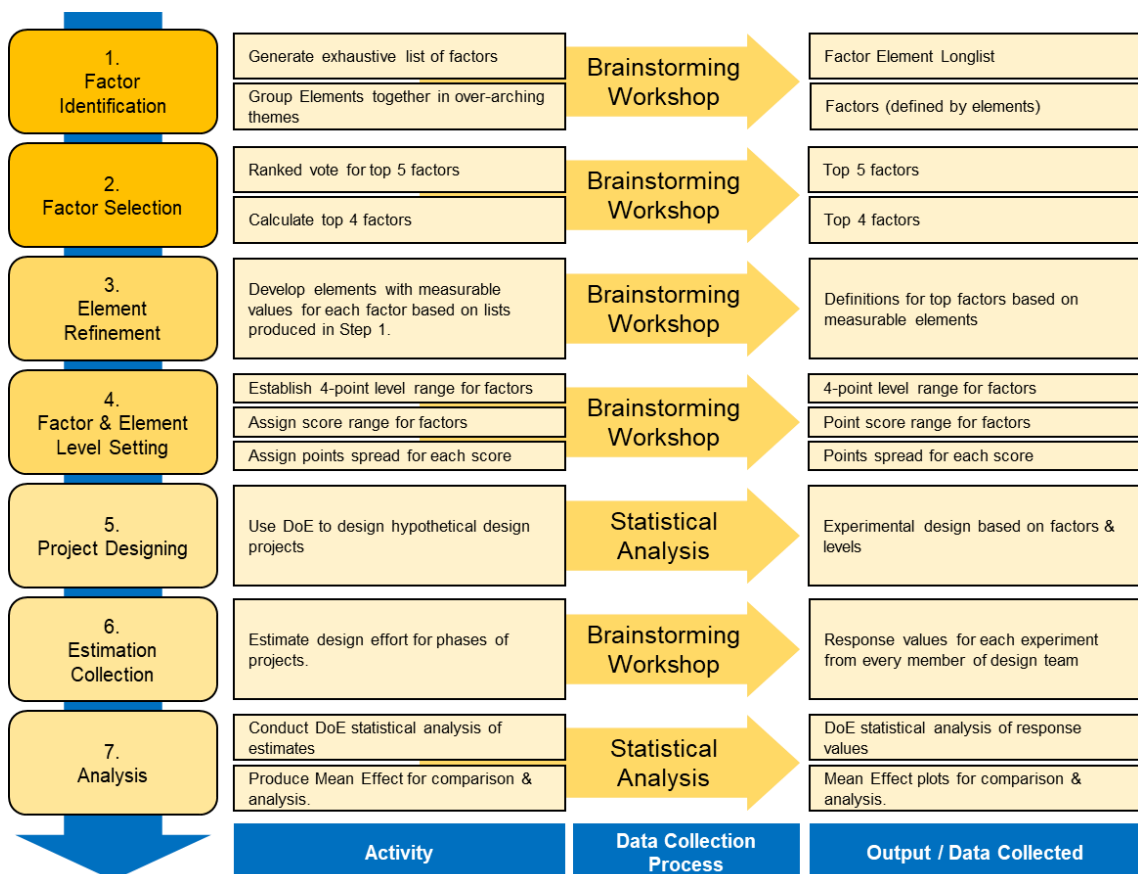 1.
Factor
Identification
Generate exhaustive list of factors
Group Elements together in over-arching
themes
Brainstorming
Workshop
Factor Element Longlist
Factors (defined by elements)
2.
Factor Selection
Ranked vote for top 5 factors
Calculate top 4 factors
Brainstorming
Workshop
Top 5 factors
Top 4 factors
3.
Element
Refinement
Develop elements with measurable
values for each factor based on lists
produced in Step 1.
Brainstorming
Workshop
Definitions for top factors based on
measurable elements
4.
Factor & Element
Level Setting
Establish 4-point level range for factors
Assign score range for factors
Assign points spread for each score
Brainstorming
Workshop
4-point level range for factors
Point score range for factors
Points spread for each score
5.
Project Designing
Use DoE to design hypothetical design
projects
Statistical
Analysis
Experimental design based on factors &
levels
6.
Estimation
Collection
Estimate design effort for phases of
projects.
Brainstorming
Workshop
Response values for each experiment
from every member of design team
7.
Analysis
Conduct DoE statistical analysis of
estimates
Produce Mean Effect for comparison &
analysis.
Statistical
Analysis
DoE statistical analysis of response
values
Mean Effect plots for comparison &
analysis.
Activity
Data Collection
Process
Output / Data Collected